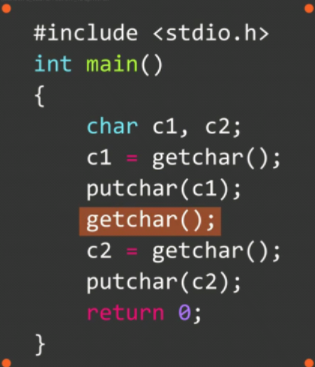 #include <stdio.h>
int main()
{
    char c1, c2;
    c1 = getchar();
    putchar(c1);
    getchar();
    c2 = getchar();
    putchar(c2);
    return 0;
}